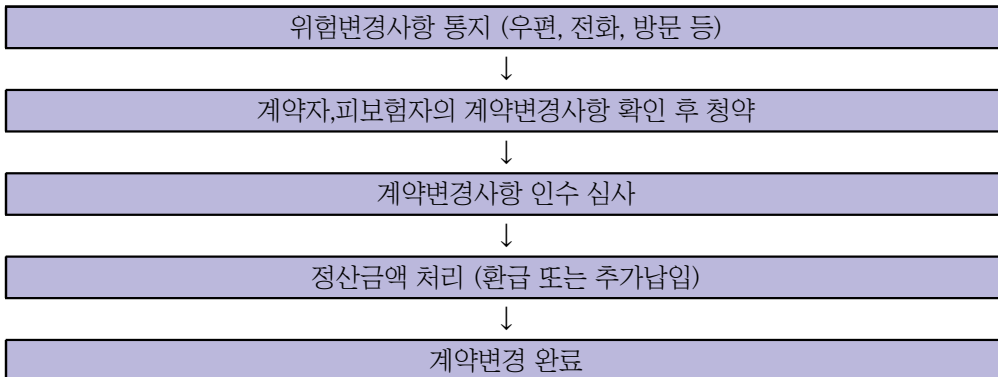 위험변경사항 통지 (우편, 전화, 방문 등)
↓
계약자,피보험자의 계약변경사항 확인 후 청약
↓
계약변경사항 인수 심사
↓
정산금액 처리 (환급 또는 추가납입)
↓
계약변경 완료